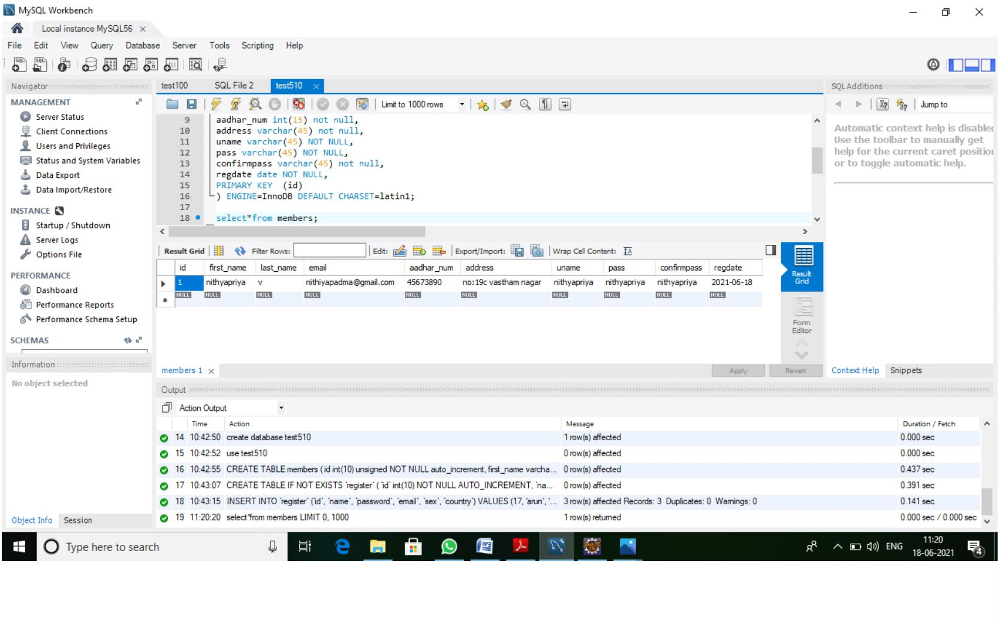 MySQL Workbench
Local instance MySQL56
File Edit View Query Database Server Tools Scripting Help
Navigator
MANAGEMENT
Server Status
Client Connections
Users and Privileges
Status and System Variables
Data Export
Data Import/Restore
INSTANCE
Startup / Shutdown
Server Logs
Options File
PERFORMANCE
Dashboard
Performance Reports
Performance Schema Setup
SCHEMAS
Information
No object selected
Object Info Session
test100 SQL File 2 test510
Limit to 1000 rows
9 aadhar_num int(15) not null,
10 address varchar(45) not null,
11 uname varchar(45) NOT NULL,
12 pass varchar(45) NOT NULL,
13 confirmpass varchar(45) not null,
14 regdate date NOT NULL,
15 PRIMARY KEY (id)
16 ) ENGINE=InnoDB DEFAULT CHARSET=latin1;
17
18 select*from members;
Result Grid Filter Rows: Edit: Export/Import: Wrap Cell Content:
id first_name last_name email aadhar_num address uname pass confirmpass regdate
1 nithyapriya v nithiyapadma@gmail.com 45673890 no:19c vastham nagar nithyapriya nithyapriya nithyapriya 2021-06-18
NULL NULL NULL NULL NULL NULL NULL NULL NULL NULL
Result
Grid
Form
Editor
members 1 Apply Revert
SQLAdditions
Jump to
Automatic context help is disabled
Use the toolbar to manually get
help for the current caret position
or to toggle automatic help.
Context Help Snippets
Output
Action Output
Time Action Message Duration / Fetch
14 10:42:50 create database test510 1 row(s) affected 0.000 sec
15 10:42:52 use test510 0 row(s) affected 0.000 sec
16 10:42:55 CREATE TABLE members ( id int(10) unsigned NOT NULL auto_increment, first_name varcha... 0 row(s) affected 0.437 sec
17 10:43:07 CREATE TABLE IF NOT EXISTS `register` ( `id` int(10) NOT NULL AUTO_INCREMENT, `na... 0 row(s) affected 0.391 sec
18 10:43:15 INSERT INTO `register` (`id`, `name`, `password`, `email`, `sex`, `country`) VALUES (17, 'arun', '... 3 row(s) affected Records: 3 Duplicates: 0 Warnings: 0 0.141 sec
19 11:20:20 select*from members LIMIT 0, 1000 1 row(s) returned 0.000 sec / 0.000 sec
Type here to search
ENG
11:20
18-06-2021
4